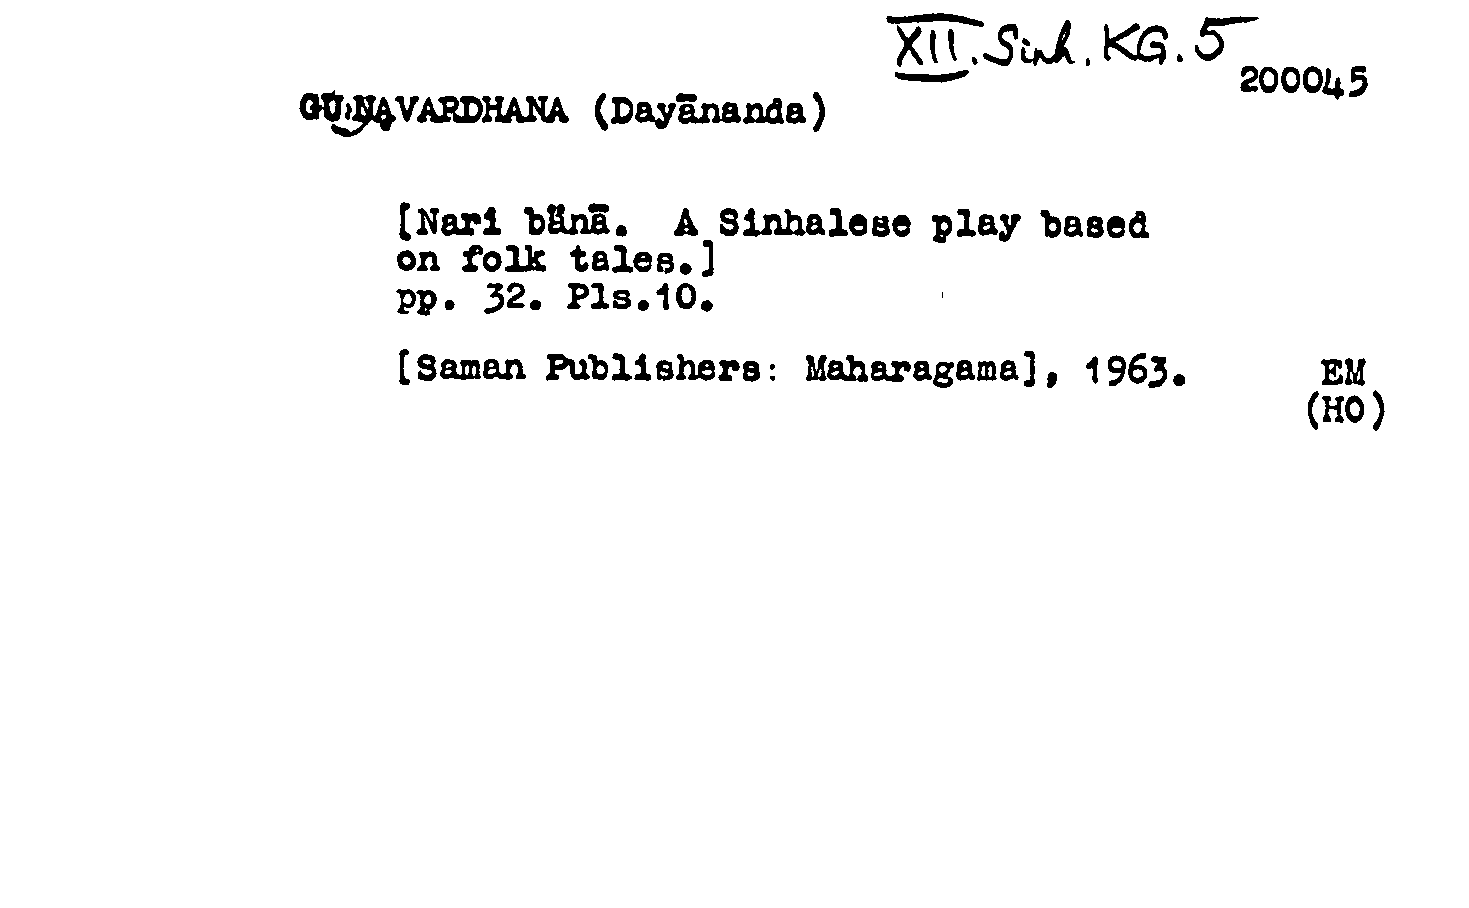 XII. Sinh. KG. 5
200045
GUṆAVARDHANA (Dayānanda)
[Nari bänā. A Sinhalese play based
on folk tales.]
pp. 32. Pls.10.
[Saman Publishers: Maharagama], 1963. EM
(HO)